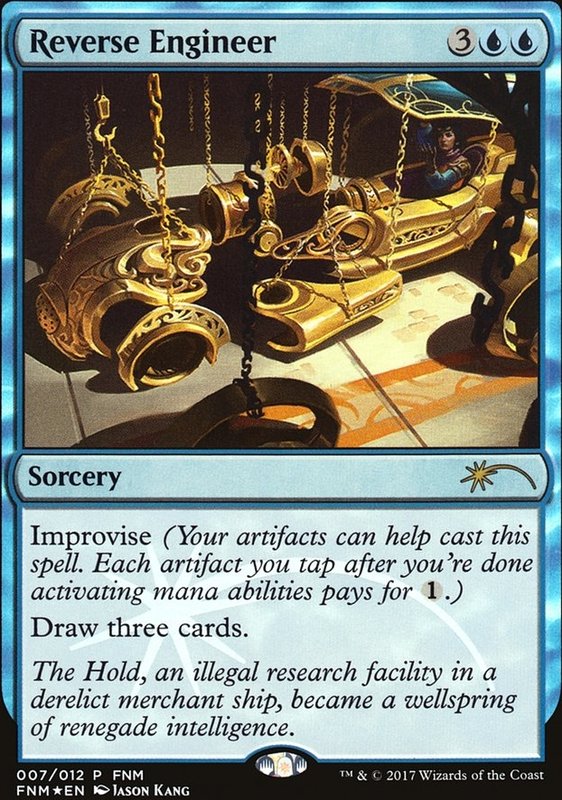 Reverse Engineer 3
Sorcery
Improvise (Your artifacts can help cast this
spell. Each artifact you tap after you're done
activating mana abilities pays for 1.)
Draw three cards.
The Hold, an illegal research facility in a
derelict merchant ship, became a wellspring
of renegade intelligence.
007/012 P FNM
FNM★EN Jason Kang
™ & © 2017 Wizards of the Coast